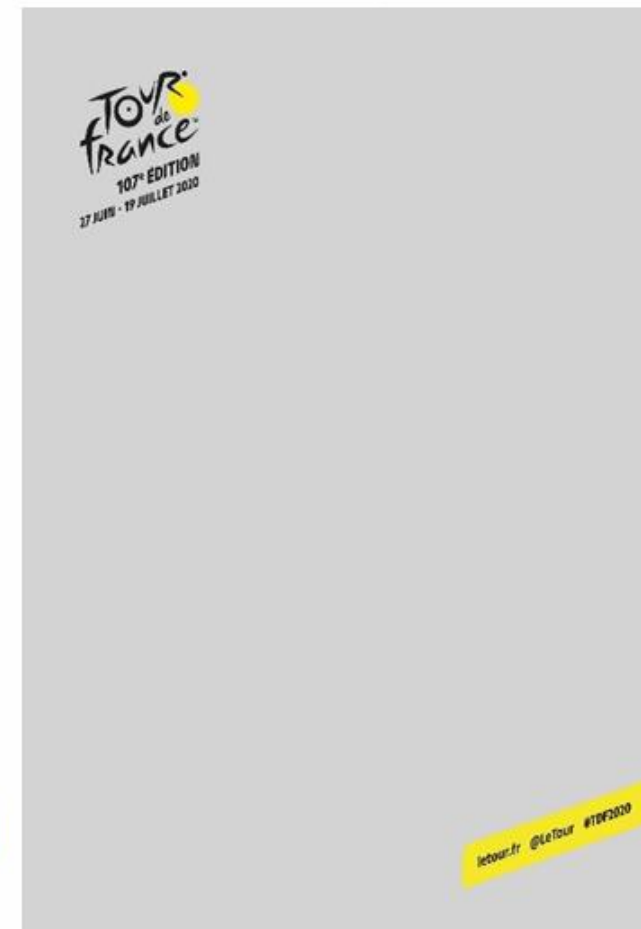 TOUR
de
france
107e ÉDITION
27 JUIN - 19 JUILLET 2020
letour.fr @LeTour #TDF2020